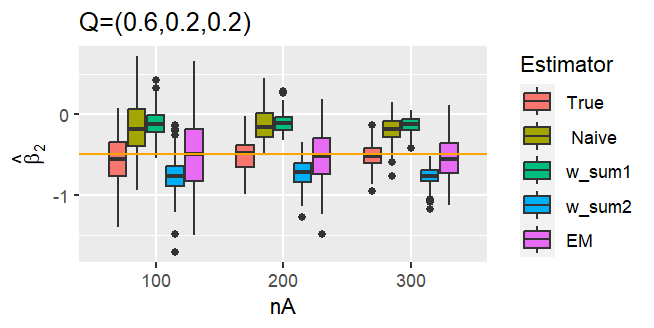 Q=(0.6,0.2,0.2)
0
-1
β̂₂
100
200
300
nA
Estimator
True
Naive
w_sum1
w_sum2
EM